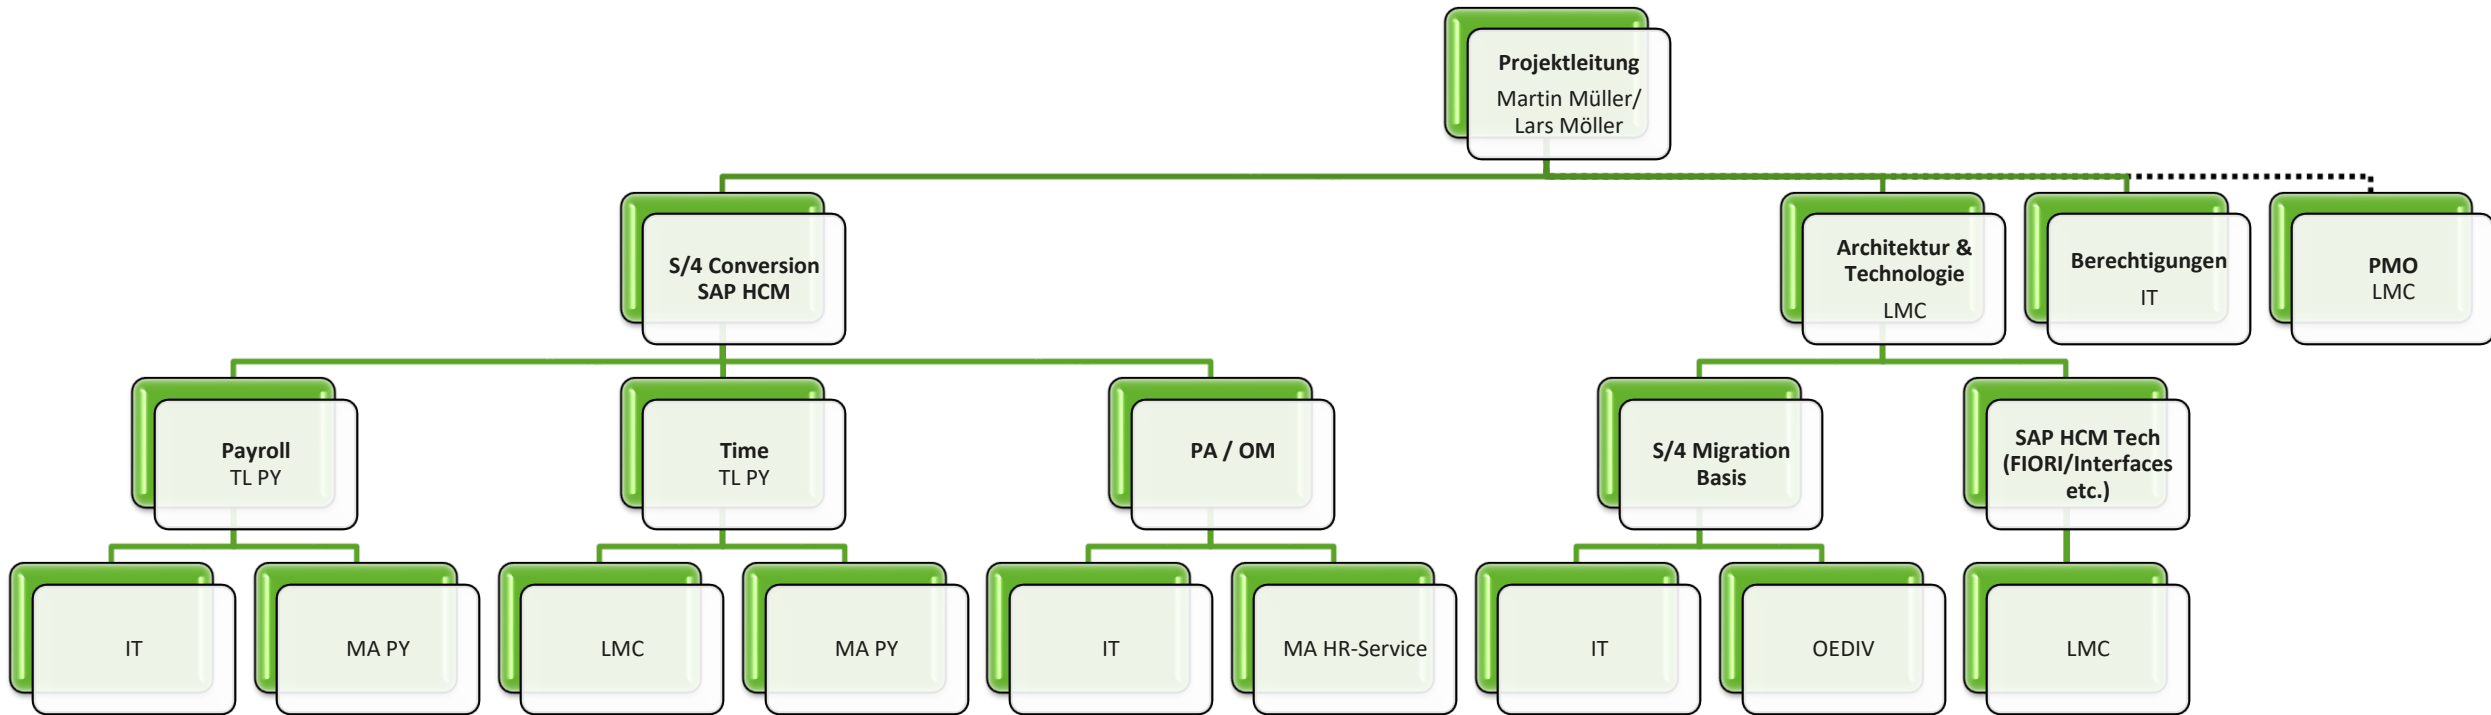 Projektleitung
Martin Müller/
Lars Möller
S/4 Conversion
SAP HCM
Architektur &
Technologie
LMC
Berechtigungen
IT
PMO
LMC
Payroll
TL PY
Time
TL PY
PA / OM
S/4 Migration
Basis
SAP HCM Tech
(FIORI/Interfaces
etc.)
IT
MA PY
LMC
MA PY
IT
MA HR-Service
IT
OEDIV
LMC